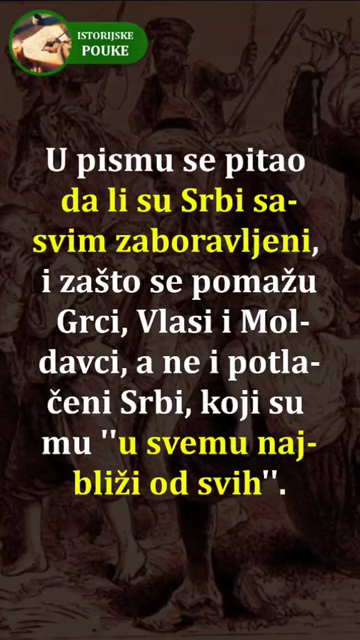 ISTORIJSKE
POUKE
U pismu se pitao
da li su Srbi sa-
svim zaboravljeni,
i zašto se pomažu
Grci, Vlasi i Mol-
davci, a ne i potla-
čeni Srbi, koji su
mu "u svemu naj-
bliži od svih".